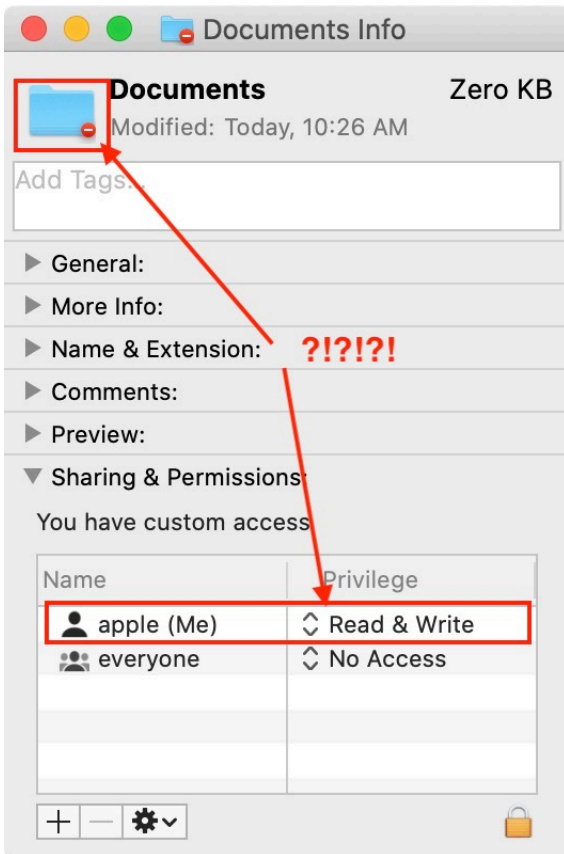 Documents Info
Documents Zero KB
Modified: Today, 10:26 AM
Add Tags...
General:
More Info:
Name & Extension:
?!?!?!
Comments:
Preview:
Sharing & Permissions:
You have custom access
Name Privilege
apple (Me) Read & Write
everyone No Access